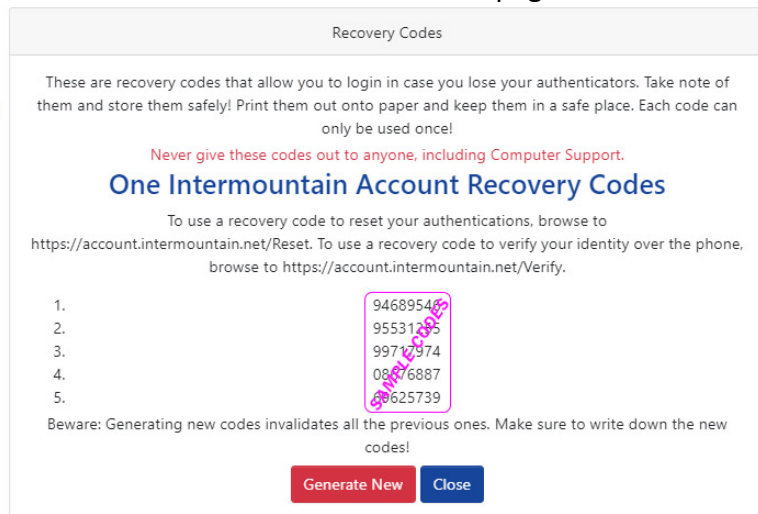 Recovery Codes
These are recovery codes that allow you to login in case you lose your authenticators. Take note of
them and store them safely! Print them out onto paper and keep them in a safe place. Each code can
only be used once!
Never give these codes out to anyone, including Computer Support.
One Intermountain Account Recovery Codes
To use a recovery code to reset your authentications, browse to
https://account.intermountain.net/Reset. To use a recovery code to verify your identity over the phone,
browse to https://account.intermountain.net/Verify.
1.
2.
3. 99717974
4.
5.
SAMPLE CODES
Beware: Generating new codes invalidates all the previous ones. Make sure to write down the new
codes!
Generate New Close